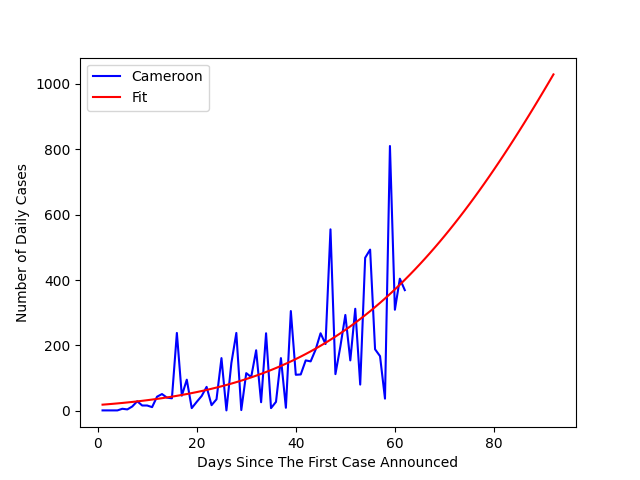 Cameroon
Fit
1000
800
600
400
200
0
Number of Daily Cases
0 20 40 60 80
Days Since The First Case Announced